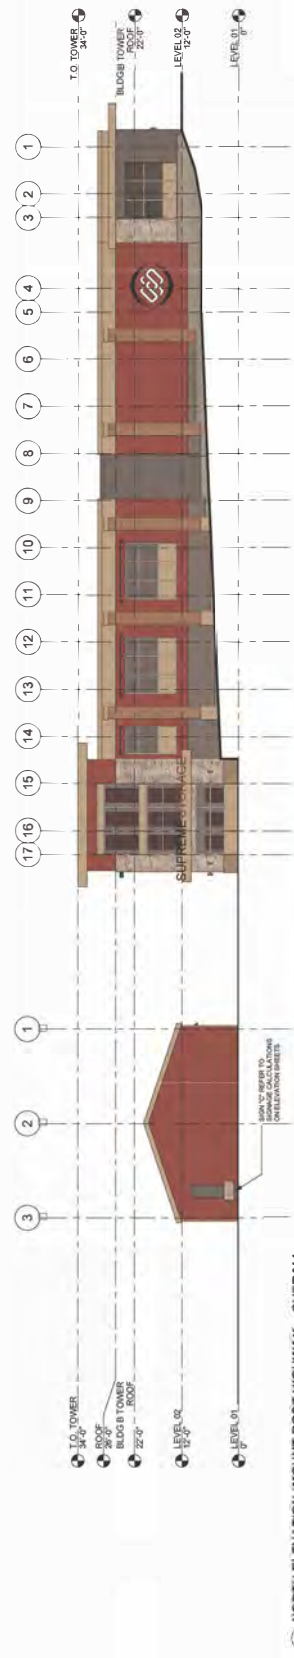 T.O. TOWER
34'-0"
ROOF
26'-0"
BLDG B TOWER
ROOF
22'-0"
LEVEL 02
12'-0"
LEVEL 01
0"
3
2
1
17
16
15
14
13
12
11
10
9
8
7
6
5
4
3
2
1
SUPREME STORAGE
SIGN "C" REFER TO
SIGNAGE CALCULATIONS
ON ELEVATION SHEETS
T.O. TOWER
34'-0"
BLDG B TOWER
ROOF
22'-0"
LEVEL 02
12'-0"
LEVEL 01
0"